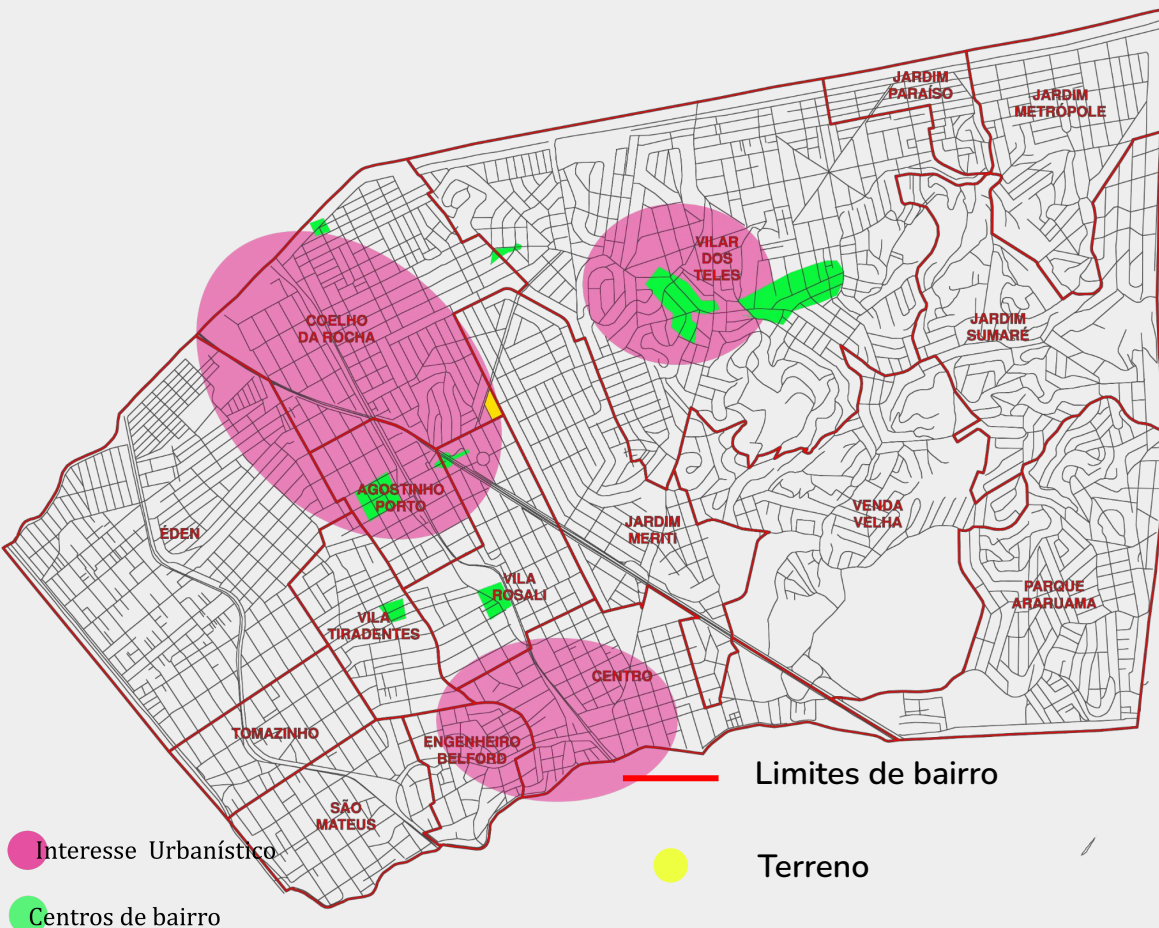 JARDIM
PARAÍSO
JARDIM
METRÓPOLE
VILAR
DOS
TELES
COELHO
DA ROCHA
JARDIM
SUMARÉ
AGOSTINHO
PORTO
ÉDEN
JARDIM
MERITI
VENDA
VELHA
VILA
ROSALI
PARQUE
ARARUAMA
VILA
TIRADENTES
CENTRO
TOMAZINHO
ENGENHEIRO
BELFORD
SÃO
MATEUS
Limites de bairro
Interesse Urbanístico
Terreno
Centros de bairro